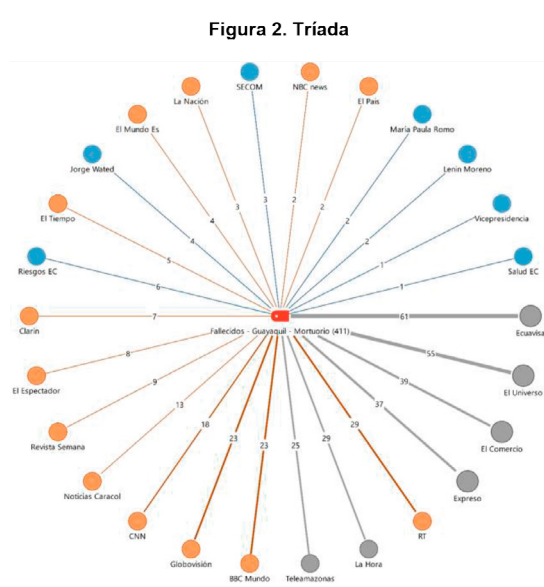 Figura 2. Tríada
SECOM
NBC news
La Nación
El País
El Mundo Es
María Paula Romo
Jorge Wated
Lenin Moreno
El Tiempo
Vicepresidencia
Riesgos EC
Salud EC
3
2
3
2
4
2
4
2
5
1
6
1
Clarín
7
61
Ecuavisa
Fallecidos - Guayaquil - Mortuorio (411)
8
55
El Espectador
El Universo
9
39
13
37
Revista Semana
El Comercio
18
23
23
25
29
29
Noticias Caracol
Expreso
CNN
RT
Globovisión
BBC Mundo
Teleamazonas
La Hora